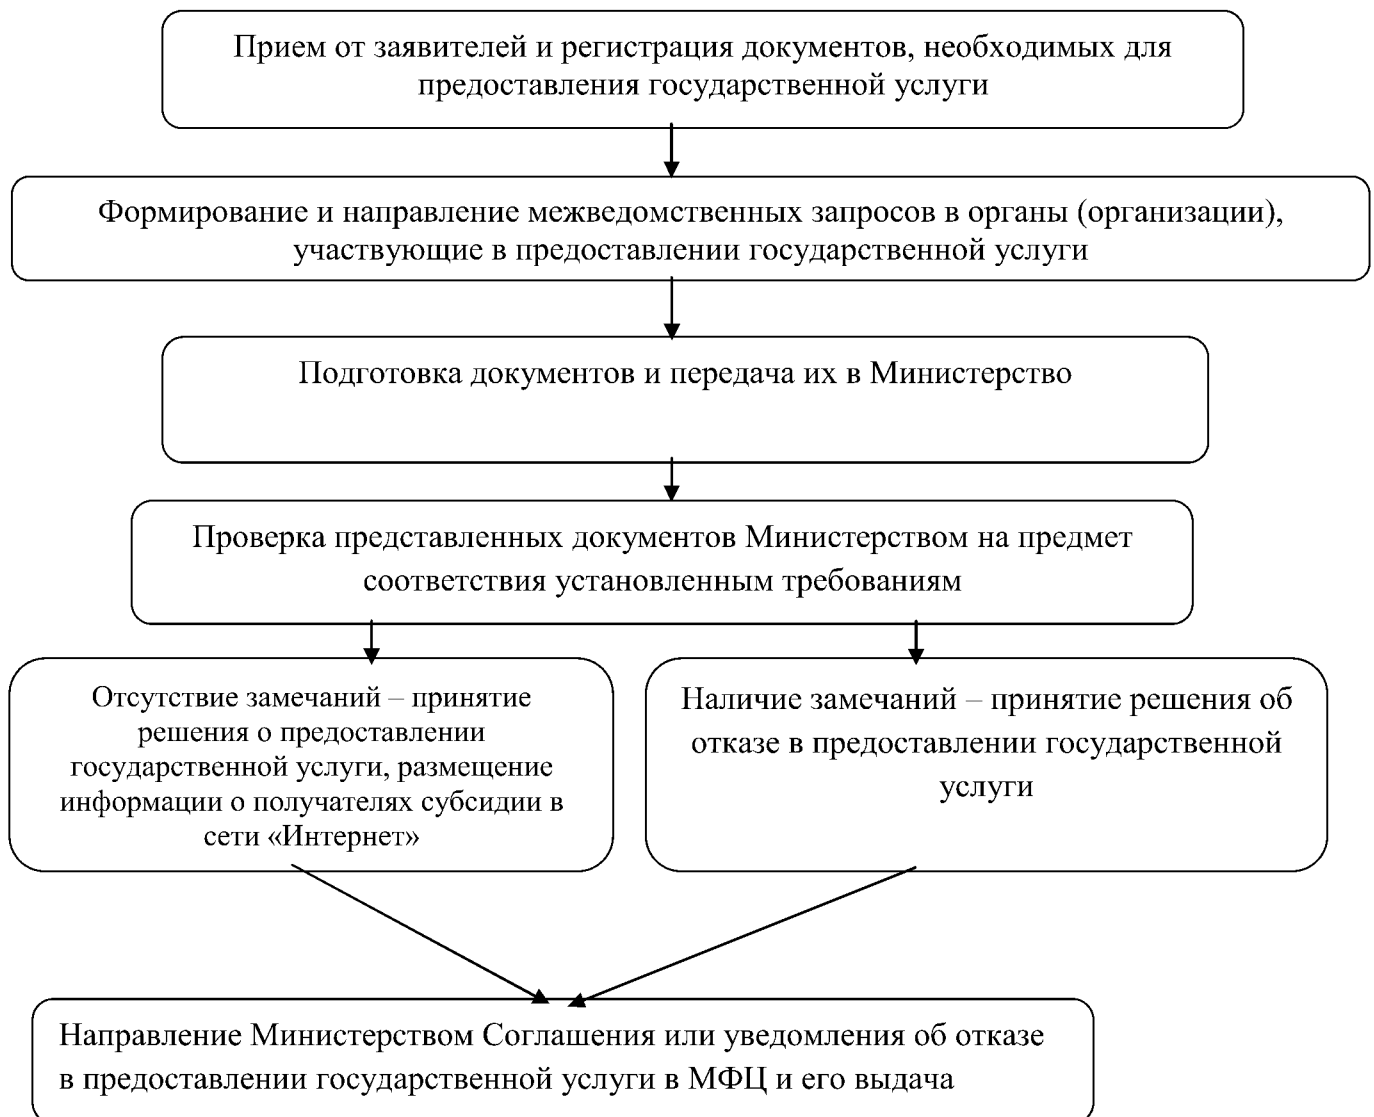 Прием от заявителей и регистрация документов, необходимых для
предоставления государственной услуги
Формирование и направление межведомственных запросов в органы (организации),
участвующие в предоставлении государственной услуги
Подготовка документов и передача их в Министерство
Проверка представленных документов Министерством на предмет
соответствия установленным требованиям
Отсутствие замечаний – принятие
решения о предоставлении
государственной услуги, размещение
информации о получателях субсидии в
сети «Интернет»
Наличие замечаний – принятие решения об
отказе в предоставлении государственной
услуги
Направление Министерством Соглашения или уведомления об отказе
в предоставлении государственной услуги в МФЦ и его выдача